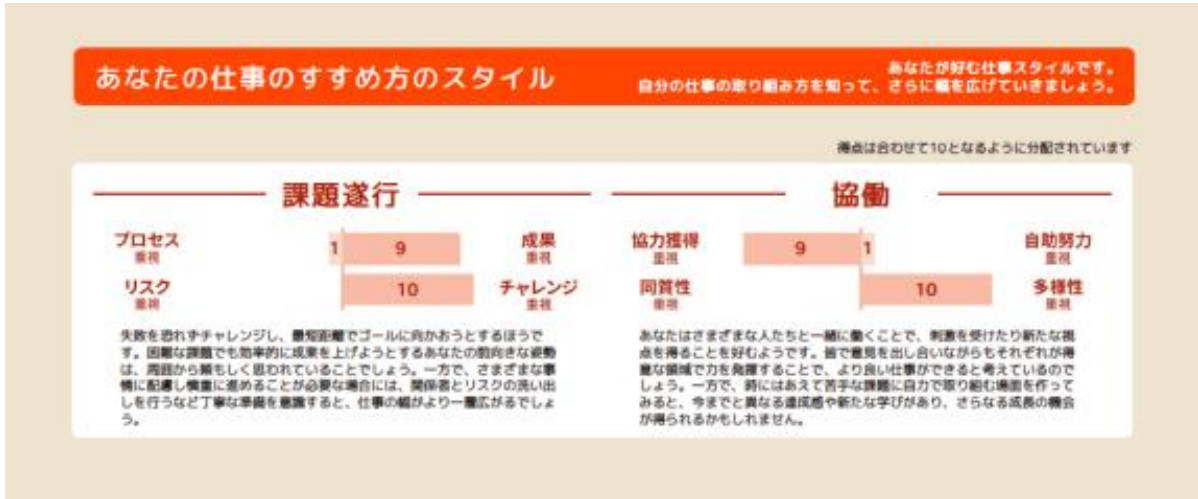 あなたの仕事のすすめ方のスタイル
あなたが好む仕事スタイルです。
自分の仕事の取り組み方を知って、さらに幅を広げていきましょう。
得点は合わせて10となるように分配されています
課題遂行
プロセス
重視
1
9
成果
重視
リスク
重視
10
チャレンジ
重視
失敗を恐れずチャレンジし、最短距離でゴールに向かおうとするほうで
す。困難な課題でも効率的に成果を上げようとするあなたの前向きな姿勢
は、周囲から頼もしく思われていることでしょう。一方で、さまざまな事
情に配慮し慎重に進めることが必要な場合には、関係者とリスクの洗い出
しを行うなど丁寧な準備を意識すると、仕事の幅がより一層広がるでしょ
う。
協働
協力獲得
重視
9
1
自助努力
重視
同質性
重視
10
多様性
重視
あなたはさまざまな人たちと一緒に働くことで、刺激を受けたり新たな視
点を得ることを好むようです。皆で意見を出し合いながらもそれぞれが得
意な領域で力を発揮することで、より良い仕事ができると考えているので
しょう。一方で、時にはあえて苦手な課題に自力で取り組む場面を作って
みると、今までと異なる達成感や新たな学びがあり、さらなる成長の機会
が得られるかもしれません。